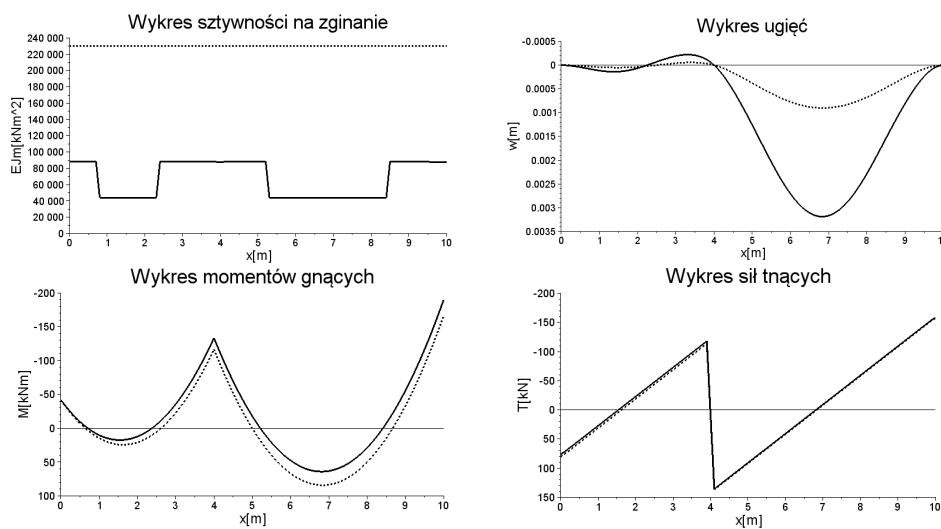 Wykres sztywności na zginanie
240 000
220 000
200 000
180 000
160 000
140 000
120 000
100 000
80 000
60 000
40 000
20 000
0
EJm[kNm^2]
0 1 2 3 4 5 6 7 8 9 10
x[m]
Wykres ugięć
-0.0005
0
0.0005
0.001
0.0015
0.002
0.0025
0.003
0.0035
w[m]
0 1 2 3 4 5 6 7 8 9 10
x[m]
Wykres momentów gnących
-200
-150
-100
-50
0
50
100
M[kNm]
0 1 2 3 4 5 6 7 8 9 10
x[m]
Wykres sił tnących
-200
-150
-100
-50
0
50
100
150
T[kN]
0 1 2 3 4 5 6 7 8 9 10
x[m]